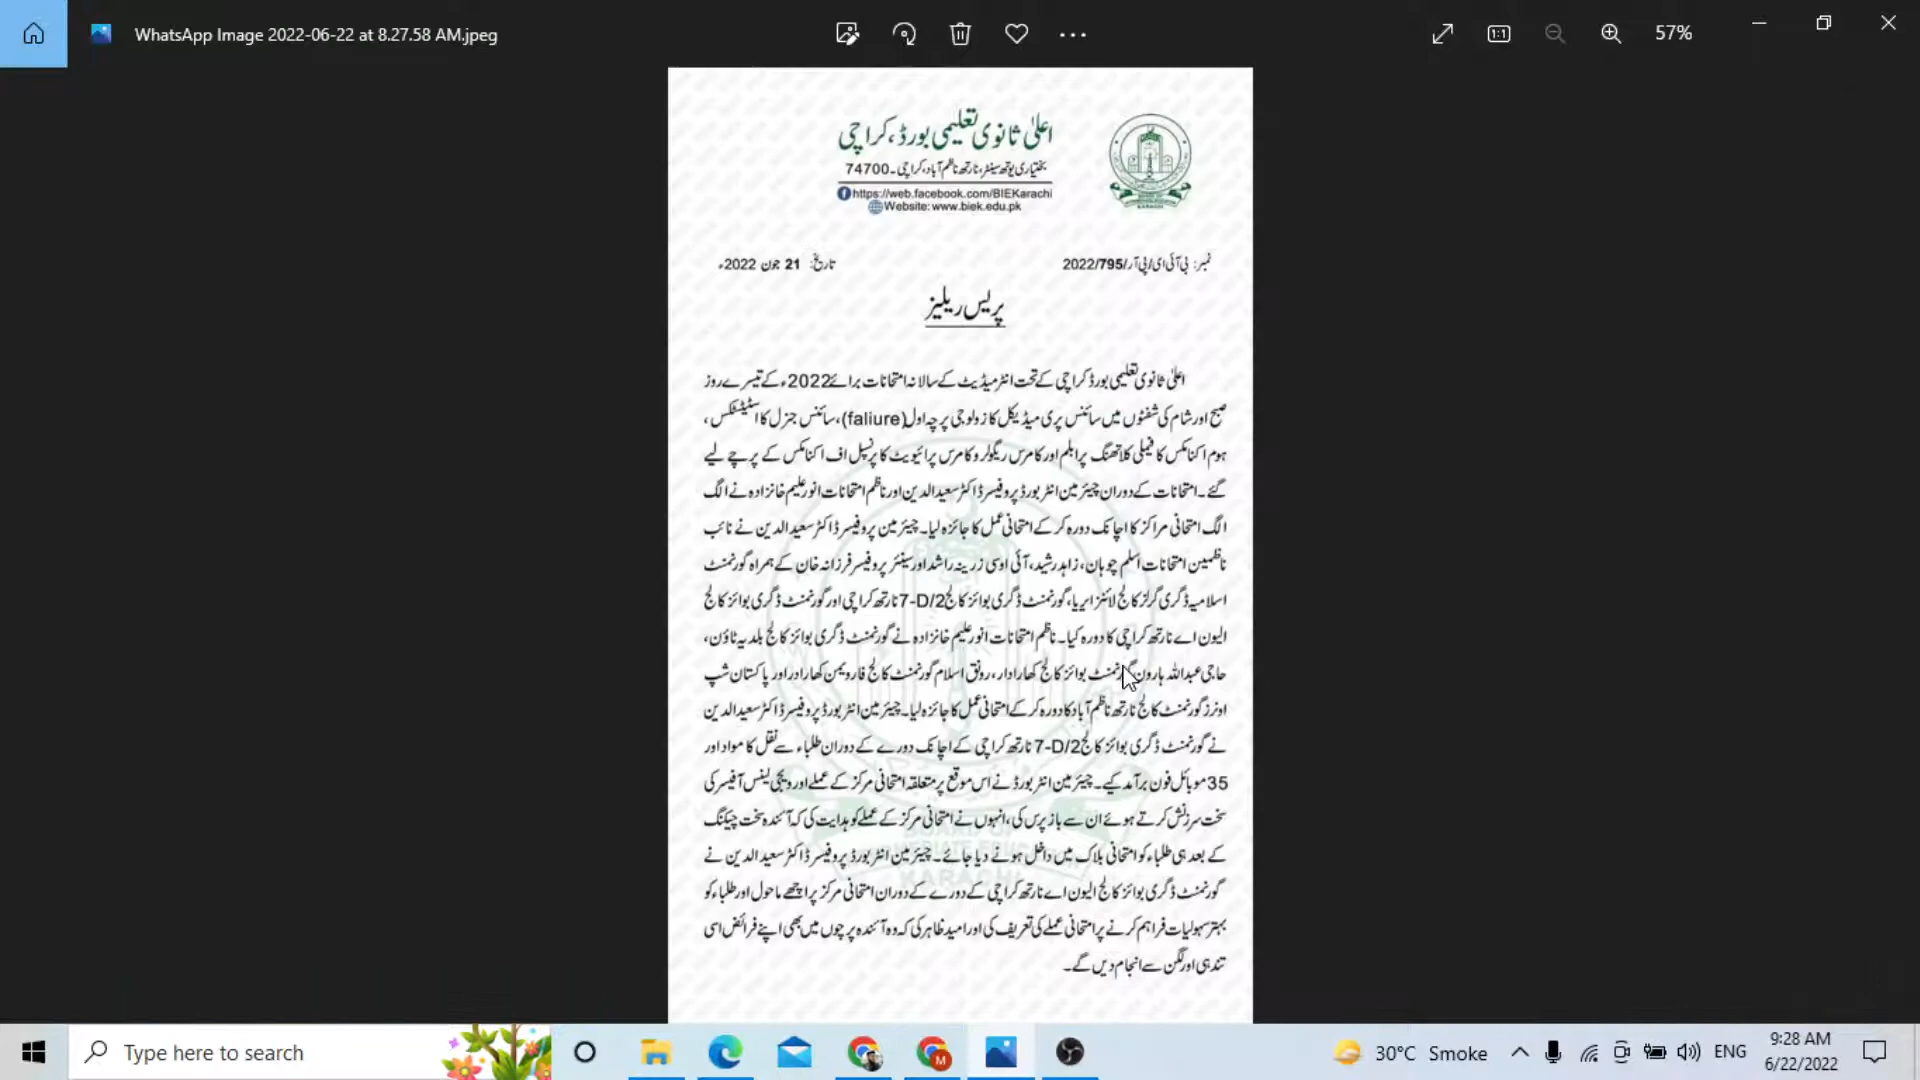 WhatsApp Image 2022-06-22 at 8.27.58 AM.jpeg
57%
اعلیٰ ثانوی تعلیمی بورڈ، کراچی
بختیاری یوتھ سینٹر، نارتھ ناظم آباد، کراچی۔74700
https://web.facebook.com/BIEKarachi
Website: www.biek.edu.pk
نمبر: بی آئی ای/پی آر/795/2022
تاریخ: 21 جون 2022ء
پریس ریلیز
اعلیٰ ثانوی تعلیمی بورڈ کراچی کے تحت انٹرمیڈیٹ کے سالانہ امتحانات برائے 2022ء کے تیسرے روز
صبح اور شام کی شفٹوں میں سائنس پری میڈیکل کا زولوجی پرچہ اول (faliure)، سائنس جنرل کا اسٹیٹکس،
ہوم اکنامکس کا فیملی کلاتھنگ پرابلم اور کامرس ریگولر و کامرس پرائیویٹ کا پرنسپل اف اکنامکس کے پرچے لیے
گئے۔ امتحانات کے دوران چیئرمین انٹر بورڈ پروفیسر ڈاکٹر سعید الدین اور ناظم امتحانات انور علیم خانزادہ نے الگ
الگ امتحانی مراکز کا اچانک دورہ کر کے امتحانی عمل کا جائزہ لیا۔ چیئرمین پروفیسر ڈاکٹر سعید الدین نے نائب
ناظمین امتحانات اسلم چوہان، زاہد رشید، آئی او سی زرینہ راشد اور سینئر پروفیسر فرزانہ خان کے ہمراہ گورنمنٹ
اسلامیہ ڈگری گرلز کالج لائنز ایریا، گورنمنٹ ڈگری بوائز کالج 7-D/2 نارتھ کراچی اور گورنمنٹ ڈگری بوائز کالج
الیون اے نارتھ کراچی کا دورہ کیا۔ ناظم امتحانات انور علیم خانزادہ نے گورنمنٹ ڈگری بوائز کالج بلدیہ ٹاؤن،
حاجی عبداللہ ہارون گورنمنٹ بوائز کالج کھارادار، رونق اسلام گورنمنٹ کالج فار ویمن کھارادر اور پاکستان شپ
اونرز گورنمنٹ کالج نارتھ ناظم آباد کا دورہ کر کے امتحانی عمل کا جائزہ لیا۔ چیئرمین انٹر بورڈ پروفیسر ڈاکٹر سعید الدین
نے گورنمنٹ ڈگری بوائز کالج 7-D/2 نارتھ کراچی کے اچانک دورے کے دوران طلباء سے نقل کا مواد اور
35 موبائل فون برآمد کیے۔ چیئرمین انٹر بورڈ نے اس موقع پر متعلقہ امتحانی مرکز کے عملے اور ویجی لینس آفیسر کی
سخت سرزنش کرتے ہوئے ان سے باز پرس کی، انہوں نے امتحانی مرکز کے عملے کو ہدایت کی کہ آئندہ سخت چیکنگ
کے بعد ہی طلباء کو امتحانی بلاک میں داخل ہونے دیا جائے۔ چیئرمین انٹر بورڈ پروفیسر ڈاکٹر سعید الدین نے
گورنمنٹ ڈگری بوائز کالج الیون اے نارتھ کراچی کے دورے کے دوران امتحانی مرکز پر اچھے ماحول اور طلباء کو
بہتر سہولیات فراہم کرنے پر امتحانی عملے کی تعریف کی اور امید ظاہر کی کہ وہ آئندہ پرچوں میں بھی اپنے فرائض اسی
تندہی اور لگن سے انجام دیں گے۔
Type here to search
30°C Smoke
ENG
9:28 AM
6/22/2022